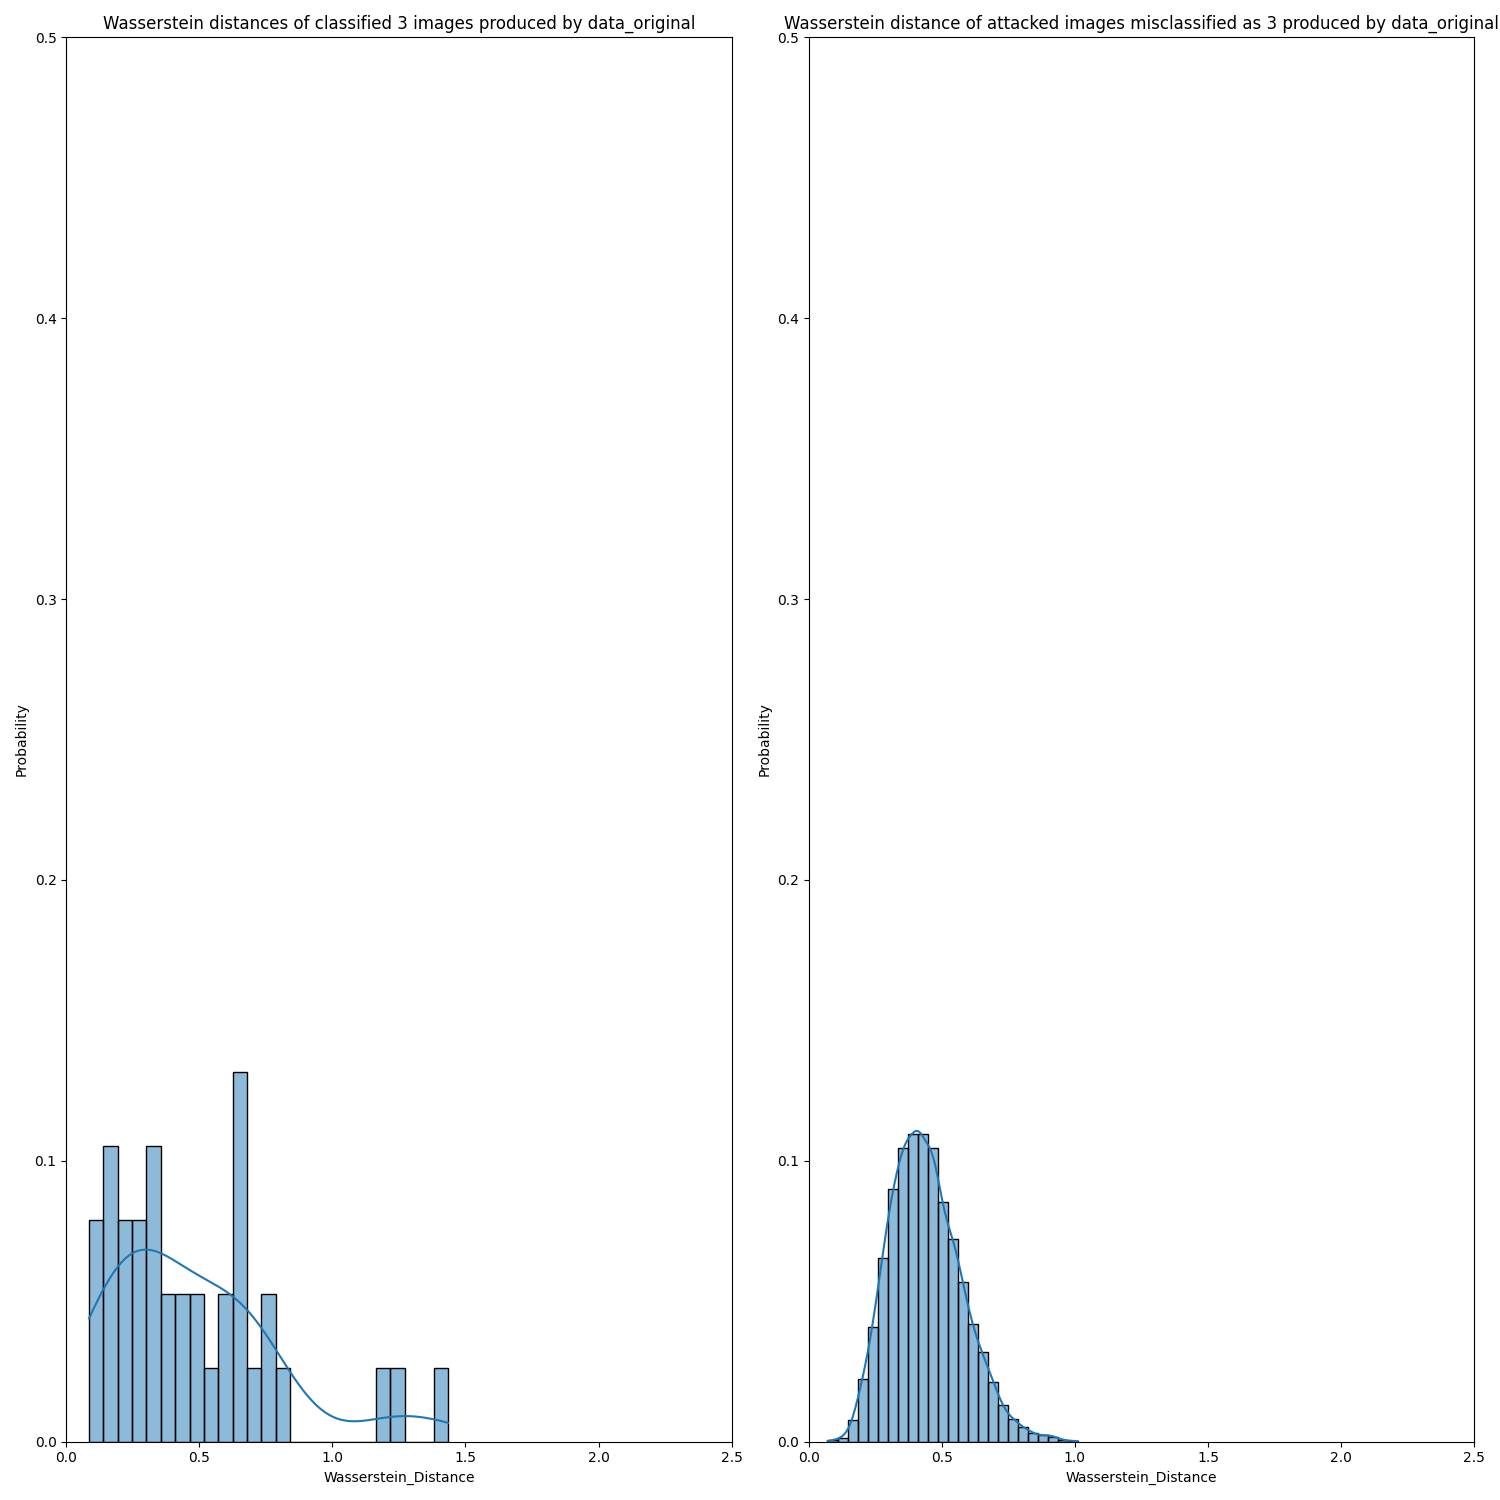 Wasserstein distances of classified 3 images produced by data_original
0.5
0.4
0.3
0.2
0.1
0.0
Probability
0.0 0.5 1.0 1.5 2.0 2.5
Wasserstein_Distance
Wasserstein distance of attacked images misclassified as 3 produced by data_original
0.5
0.4
0.3
0.2
0.1
0.0
Probability
0.0 0.5 1.0 1.5 2.0 2.5
Wasserstein_Distance